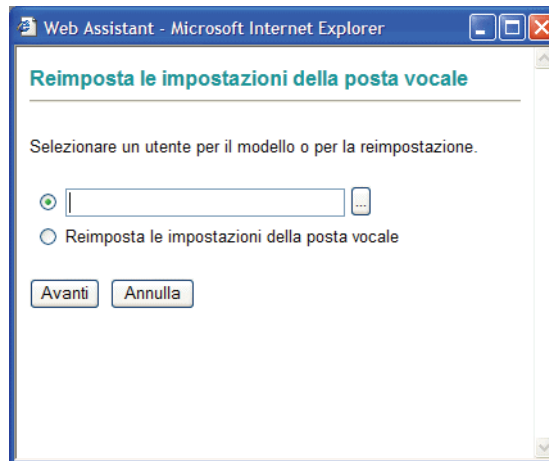 Web Assistant - Microsoft Internet Explorer
Reimposta le impostazioni della posta vocale
Selezionare un utente per il modello o per la reimpostazione.
...
Reimposta le impostazioni della posta vocale
Avanti Annulla